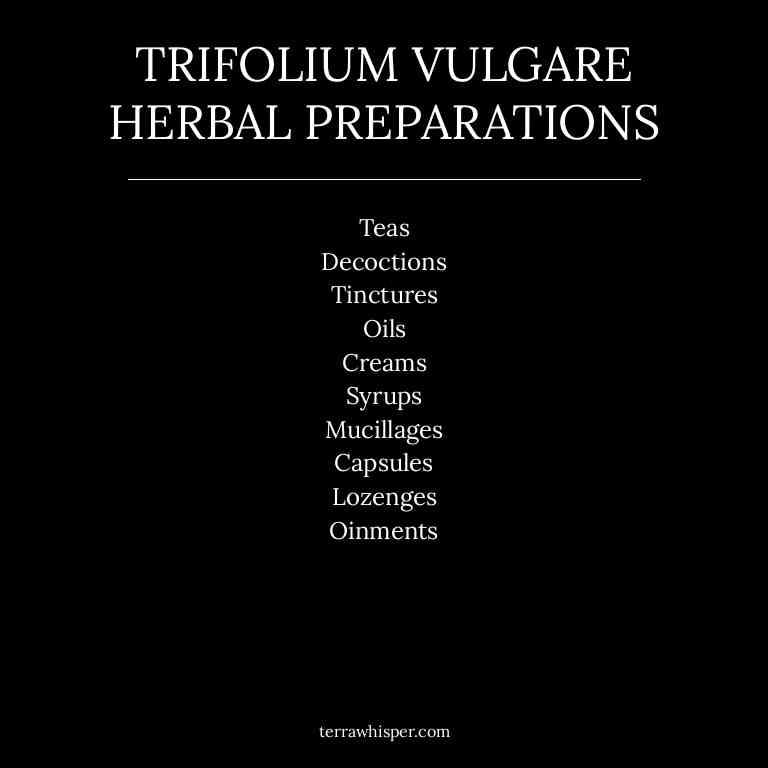 TRIFOLIUM VULGARE
HERBAL PREPARATIONS
Teas
Decoctions
Tinctures
Oils
Creams
Syrups
Mucillages
Capsules
Lozenges
Oinments
terrawhisper.com